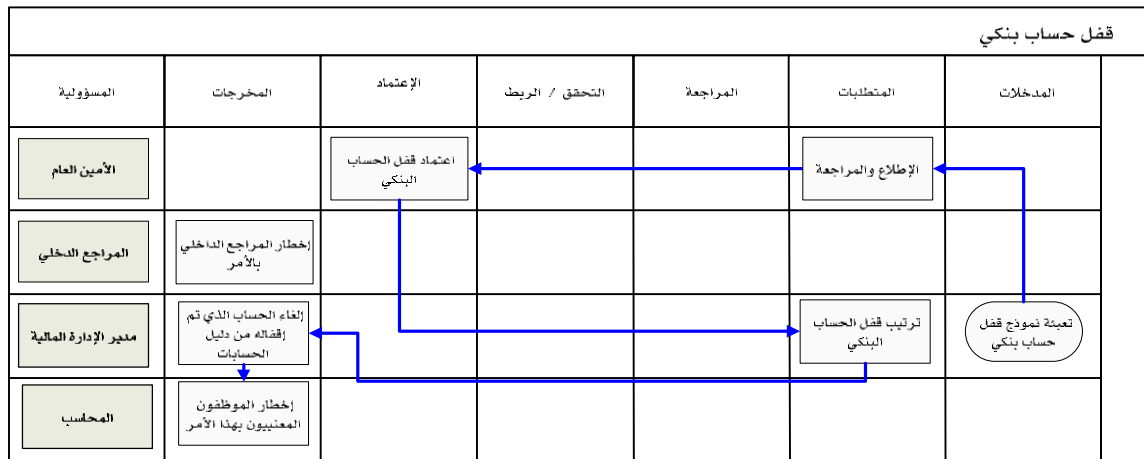 قفل حساب بنكي
المدخلات
المتطلبات
المراجعة
التحقق / الربط
الإعتماد
المخرجات
المسؤولية
الإطلاع والمراجعة
اعتماد قفل الحساب
البنكي
الأمين العام
إخطار المراجع الداخلي
بالأمر
المراجع الدخلي
تعبئة نموذج قفل
حساب بنكي
ترتيب قفل الحساب
البنكي
إلغاء الحساب الذي تم
إقفاله من دليل
الحسابات
مدير الإدارة المالية
إخطار الموظفون
المعنييون بهذا الأمر
المحاسب